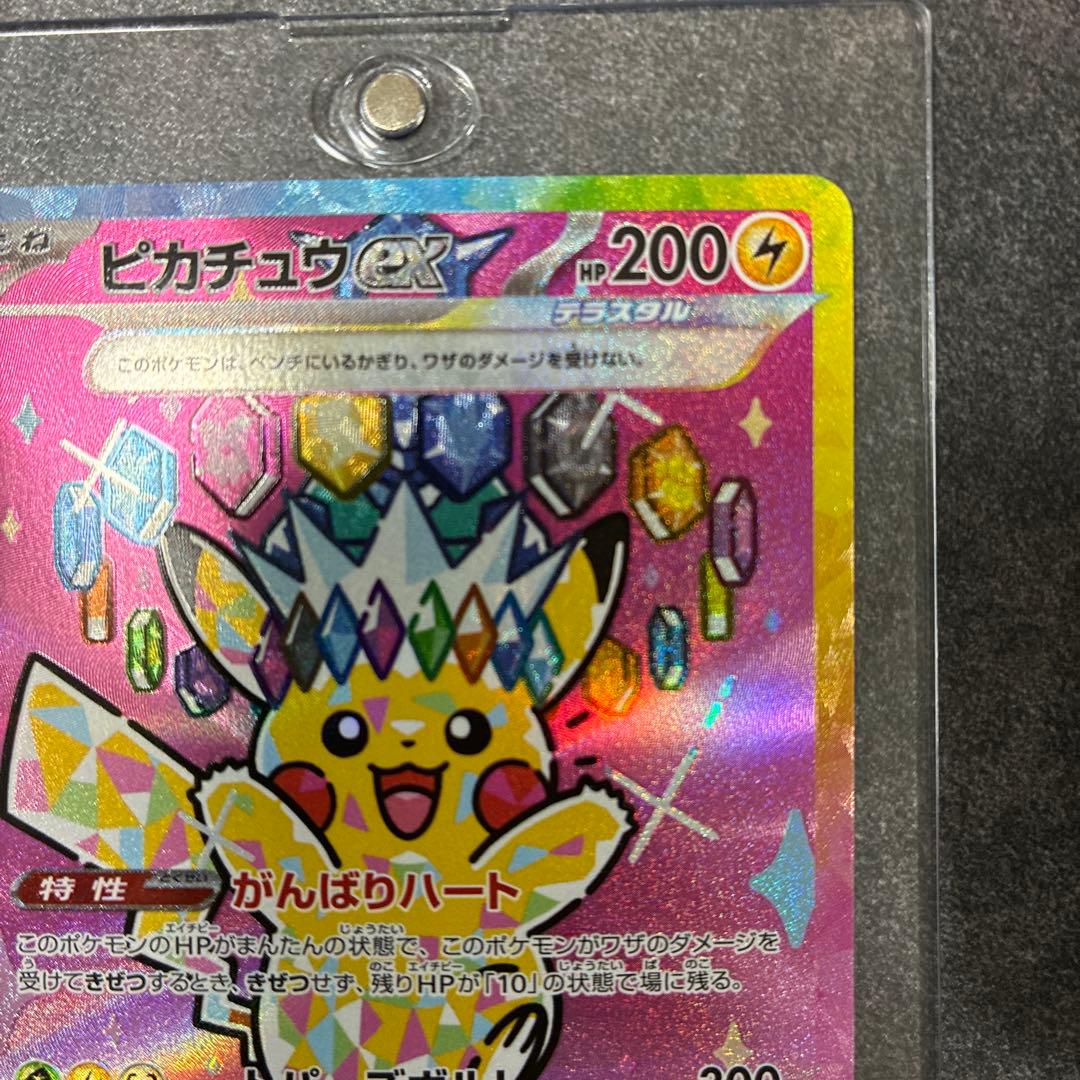 ピカチュウex HP200
テラスタル
このポケモンは、ベンチにいるかぎり、ワザのダメージを受けない。
特性 がんばりハート
このポケモンのHPがまんたんの状態で、このポケモンがワザのダメージを
受けてきぜつするとき、きぜつせず、残りHPが「10」の状態で場に残る。